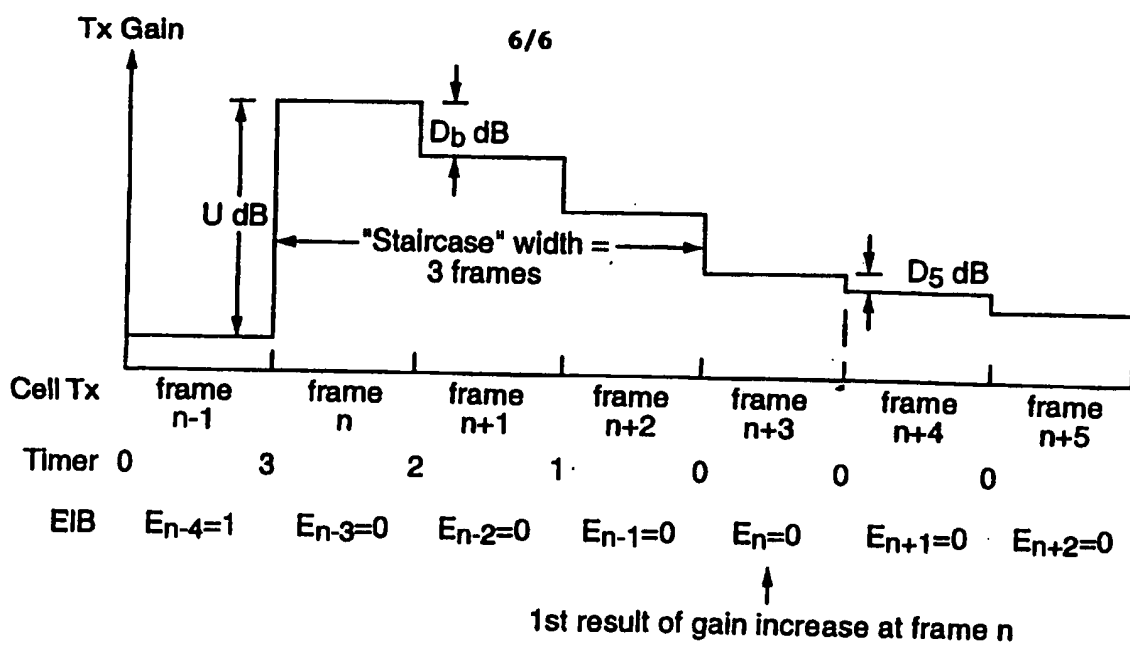 Tx Gain
6/6
D_b dB
U dB
"Staircase" width =
3 frames
D_5 dB
Cell Tx frame n-1 frame n frame n+1 frame n+2 frame n+3 frame n+4 frame n+5
Timer 0 3 2 1 0 0 0
EIB E_n-4=1 E_n-3=0 E_n-2=0 E_n-1=0 E_n=0 E_n+1=0 E_n+2=0
1st result of gain increase at frame n